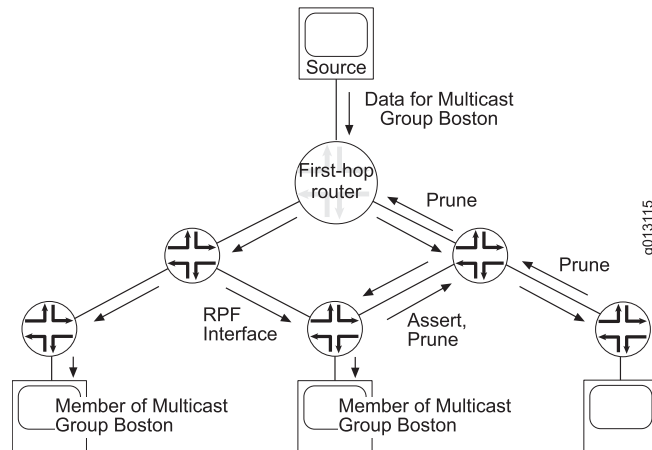 Source
Data for Multicast
Group Boston
First-hop
router
Prune
g013115
Prune
RPF
Interface
Assert,
Prune
Member of Multicast
Group Boston
Member of Multicast
Group Boston